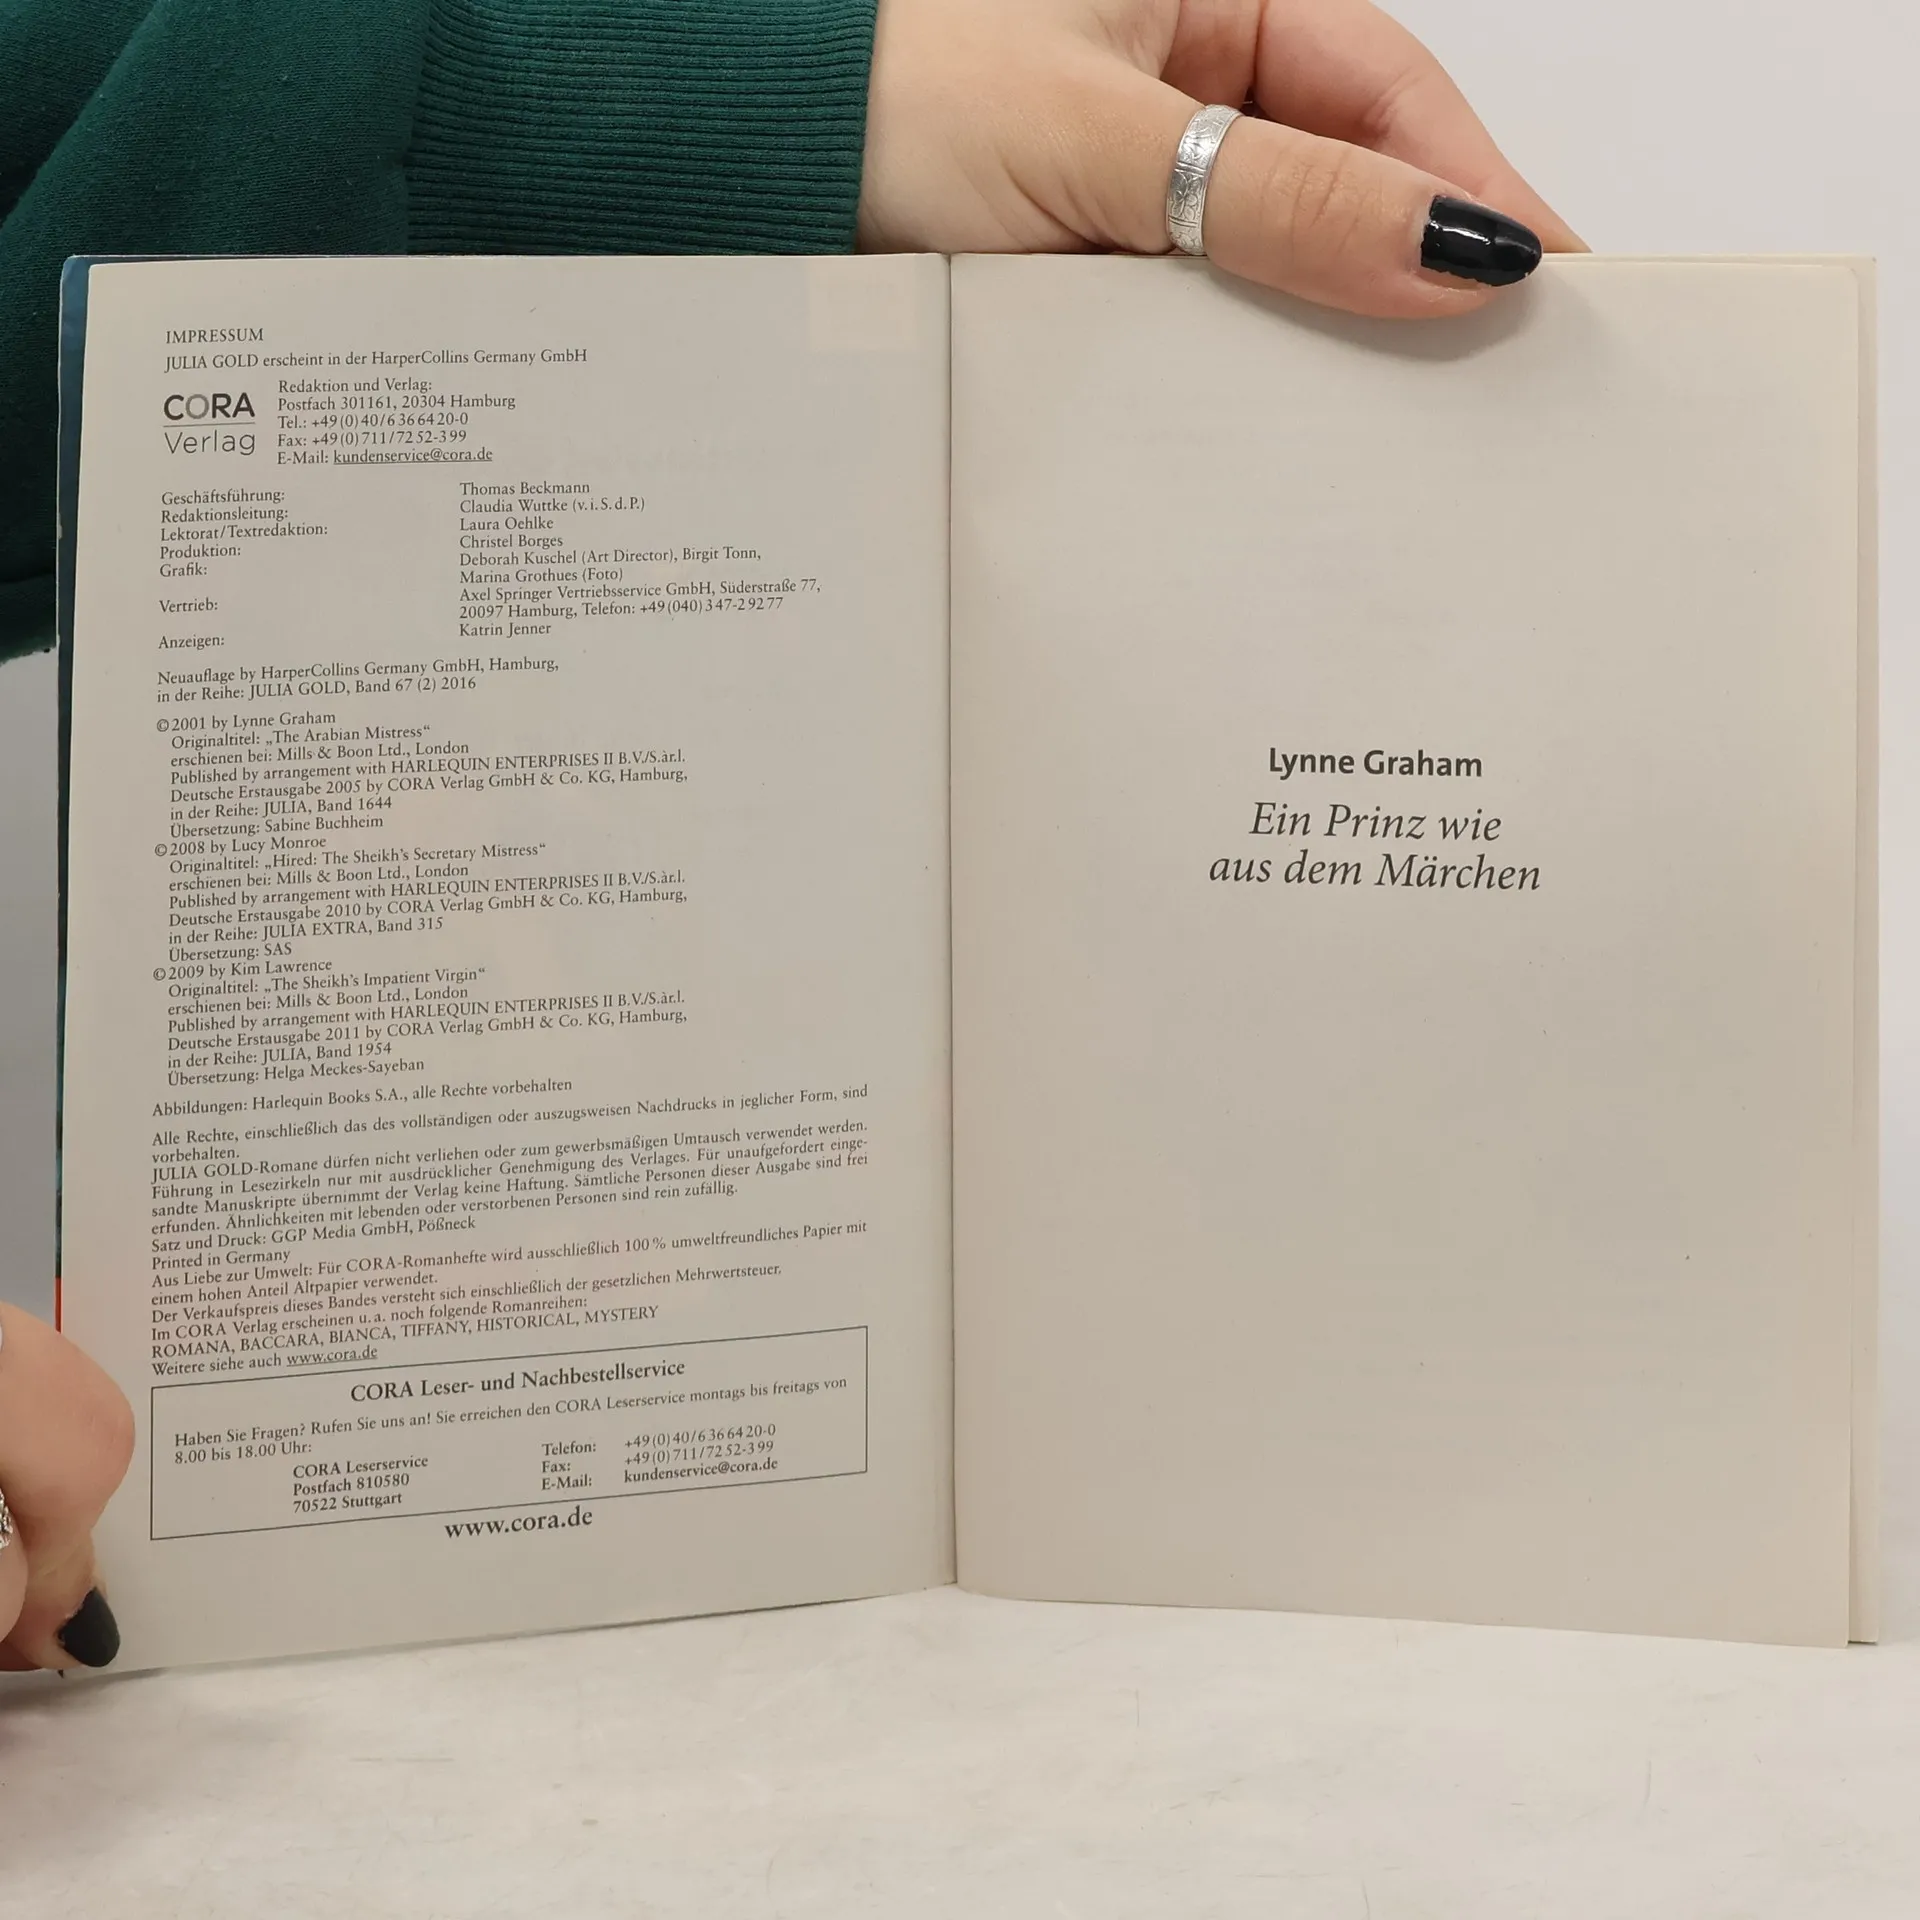 IMPRESSUM
JULIA GOLD erscheint in der HarperCollins Germany GmbH
CORA
Verlag
Redaktion und Verlag:
Postfach 301161, 20304 Hamburg
Tel.: +49(0)40/6366420-0
Fax: +49(0)711/7252-399
E-Mail: kundenservice@cora.de
Geschäftsführung: Thomas Beckmann
Redaktionsleitung: Claudia Wuttke (v.i.S.d.P.)
Lektorat/Textredaktion: Laura Oehlke
Produktion: Christel Borges
Grafik: Deborah Kuschel (Art Director), Birgit Tonn,
Marina Grothues (Foto)
Vertrieb: Axel Springer Vertriebsservice GmbH, Süderstraße 77,
20097 Hamburg, Telefon: +49(040)347-29277
Anzeigen: Katrin Jenner
Neuauflage by HarperCollins Germany GmbH, Hamburg,
in der Reihe: JULIA GOLD, Band 67 (2) 2016
©2001 by Lynne Graham
Originaltitel: „The Arabian Mistress“
erschienen bei: Mills & Boon Ltd., London
Published by arrangement with HARLEQUIN ENTERPRISES II B.V./S.àr.l.
Deutsche Erstausgabe 2005 by CORA Verlag GmbH & Co. KG, Hamburg,
in der Reihe: JULIA, Band 1644
Übersetzung: Sabine Buchheim
©2008 by Lucy Monroe
Originaltitel: „Hired: The Sheikh's Secretary Mistress“
erschienen bei: Mills & Boon Ltd., London
Published by arrangement with HARLEQUIN ENTERPRISES II B.V./S.àr.l.
Deutsche Erstausgabe 2010 by CORA Verlag GmbH & Co. KG, Hamburg,
in der Reihe: JULIA EXTRA, Band 315
Übersetzung: SAS
©2009 by Kim Lawrence
Originaltitel: „The Sheikh's Impatient Virgin“
erschienen bei: Mills & Boon Ltd., London
Published by arrangement with HARLEQUIN ENTERPRISES II B.V./S.àr.l.
Deutsche Erstausgabe 2011 by CORA Verlag GmbH & Co. KG, Hamburg,
in der Reihe: JULIA, Band 1954
Übersetzung: Helga Meckes-Sayeban
Abbildungen: Harlequin Books S.A., alle Rechte vorbehalten
Alle Rechte, einschließlich das des vollständigen oder auszugsweisen Nachdrucks in jeglicher Form, sind
vorbehalten.
JULIA GOLD-Romane dürfen nicht verliehen oder zum gewerbsmäßigen Umtausch verwendet werden.
Führung in Lesezirkeln nur mit ausdrücklicher Genehmigung des Verlages. Für unaufgefordert einge-
sandte Manuskripte übernimmt der Verlag keine Haftung. Sämtliche Personen dieser Ausgabe sind frei
erfunden. Ähnlichkeiten mit lebenden oder verstorbenen Personen sind rein zufällig.
Satz und Druck: GGP Media GmbH, Pößneck
Printed in Germany
Aus Liebe zur Umwelt: Für CORA-Romanhefte wird ausschließlich 100% umweltfreundliches Papier mit
einem hohen Anteil Altpapier verwendet.
Der Verkaufspreis dieses Bandes versteht sich einschließlich der gesetzlichen Mehrwertsteuer.
Im CORA Verlag erscheinen u.a. noch folgende Romanreihen:
ROMANA, BACCARA, BIANCA, TIFFANY, HISTORICAL, MYSTERY
Weitere siehe auch www.cora.de
CORA Leser- und Nachbestellservice
Haben Sie Fragen? Rufen Sie uns an! Sie erreichen den CORA Leserservice montags bis freitags von
8.00 bis 18.00 Uhr:
CORA Leserservice
Postfach 810580
70522 Stuttgart
Telefon: +49(0)40/6366420-0
Fax: +49(0)711/7252-399
E-Mail: kundenservice@cora.de
www.cora.de
Lynne Graham
Ein Prinz wie
aus dem Märchen